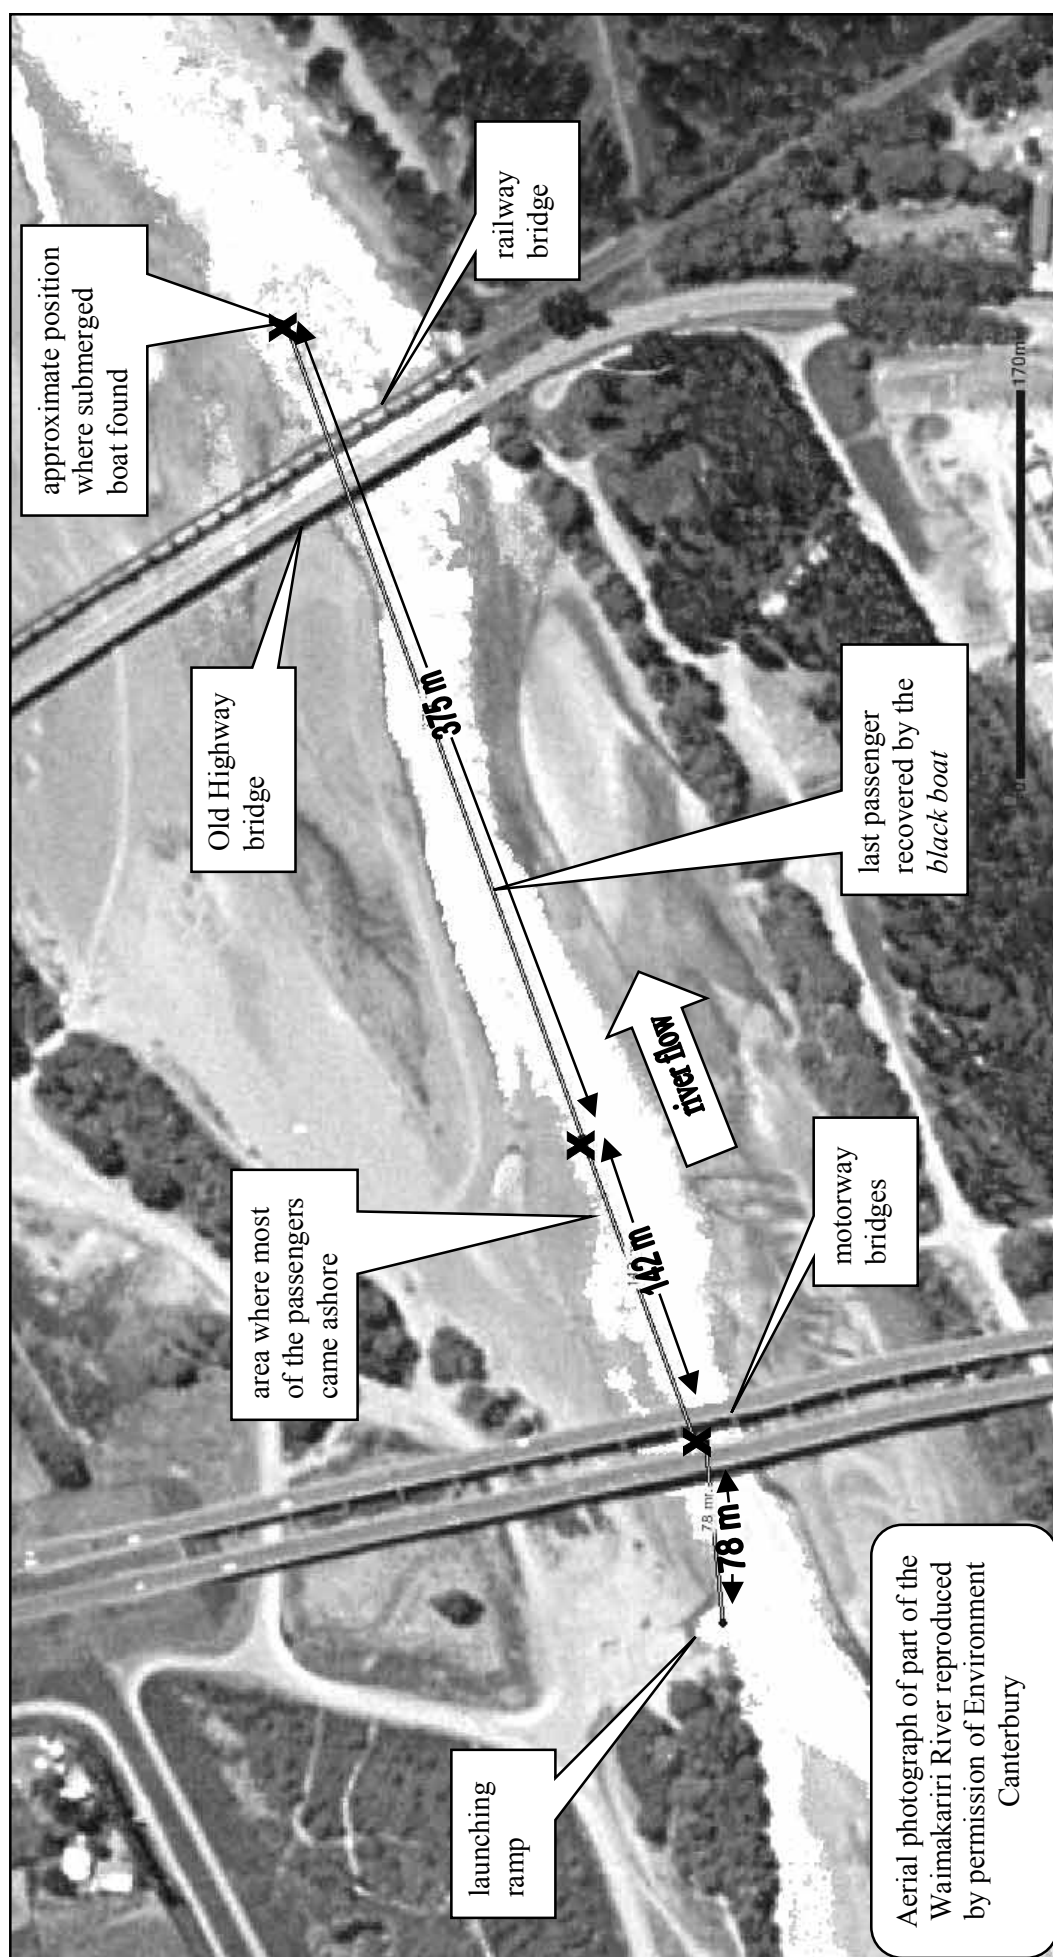 approximate position
where submerged
boat found
railway
bridge
Old Highway
bridge
375 m
last passenger
recovered by the
black boat
area where most
of the passengers
came ashore
142 m
river flow
motorway
bridges
launching
ramp
78 m
78 m
170m
0
Aerial photograph of part of the
Waimakariri River reproduced
by permission of Environment
Canterbury